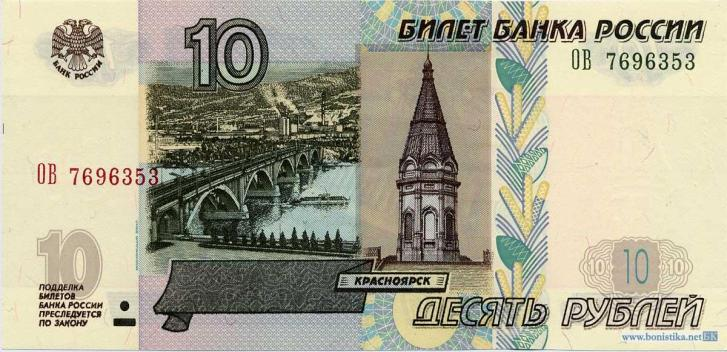 10
БИЛЕТ БАНКА РОССИИ
БАНК РОССИИ
ОВ 7696353
ОВ 7696353
10
ПОДДЕЛКА
БИЛЕТОВ
БАНКА РОССИИ
ПРЕСЛЕДУЕТСЯ
ПО ЗАКОНУ
КРАСНОЯРСК
ДЕСЯТЬ РУБЛЕЙ
10 10 10
www.bonistika.net БК